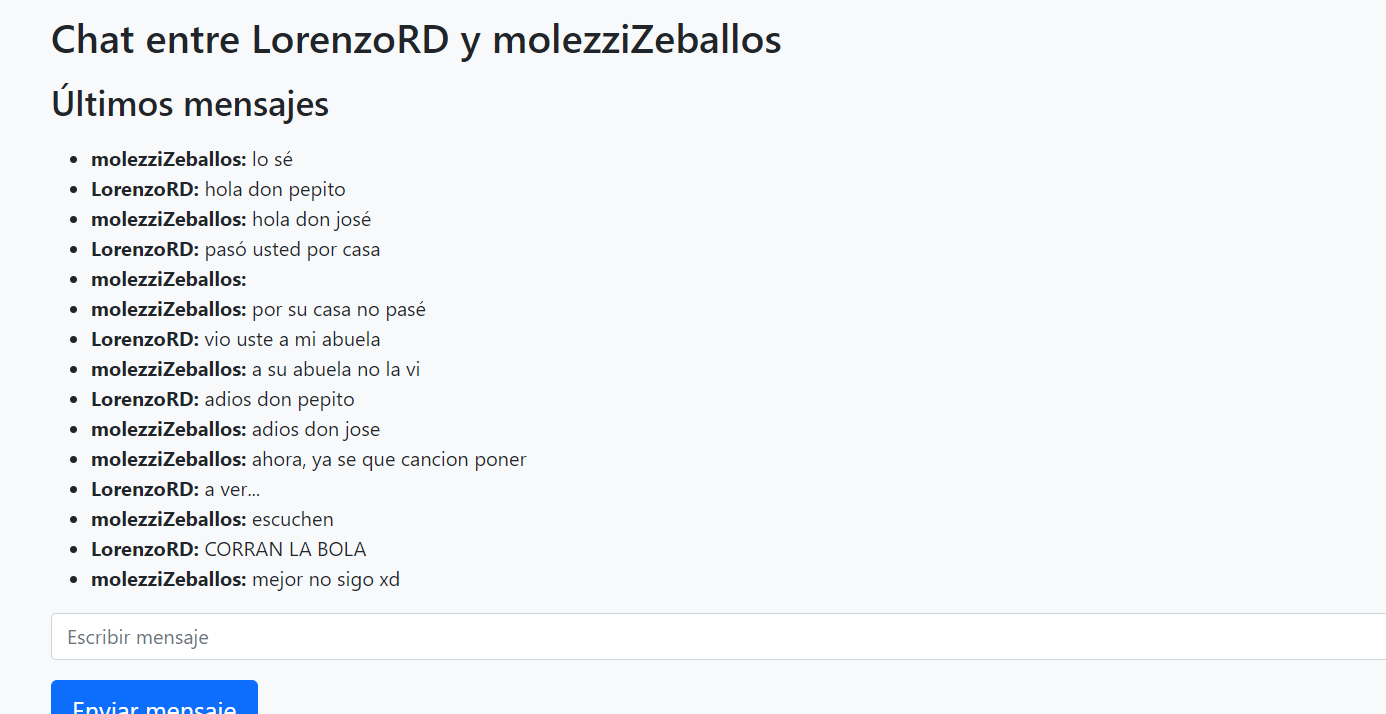 Chat entre LorenzoRD y molezziZeballos
Últimos mensajes
molezziZeballos: lo sé
LorenzoRD: hola don pepito
molezziZeballos: hola don josé
LorenzoRD: pasó usted por casa
molezziZeballos:
molezziZeballos: por su casa no pasé
LorenzoRD: vio uste a mi abuela
molezziZeballos: a su abuela no la vi
LorenzoRD: adios don pepito
molezziZeballos: adios don jose
molezziZeballos: ahora, ya se que cancion poner
LorenzoRD: a ver...
molezziZeballos: escuchen
LorenzoRD: CORRAN LA BOLA
molezziZeballos: mejor no sigo xd
Escribir mensaje
Enviar mensaje